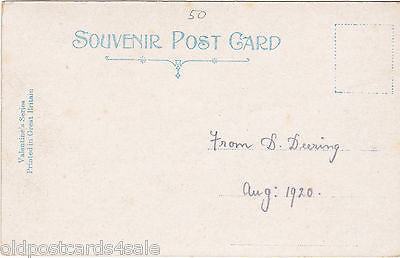 50
SOUVENIR POST CARD
Valentine's Series
Printed in Great Britain
From D. Deering
Aug: 1920.
oldpostcards4sale